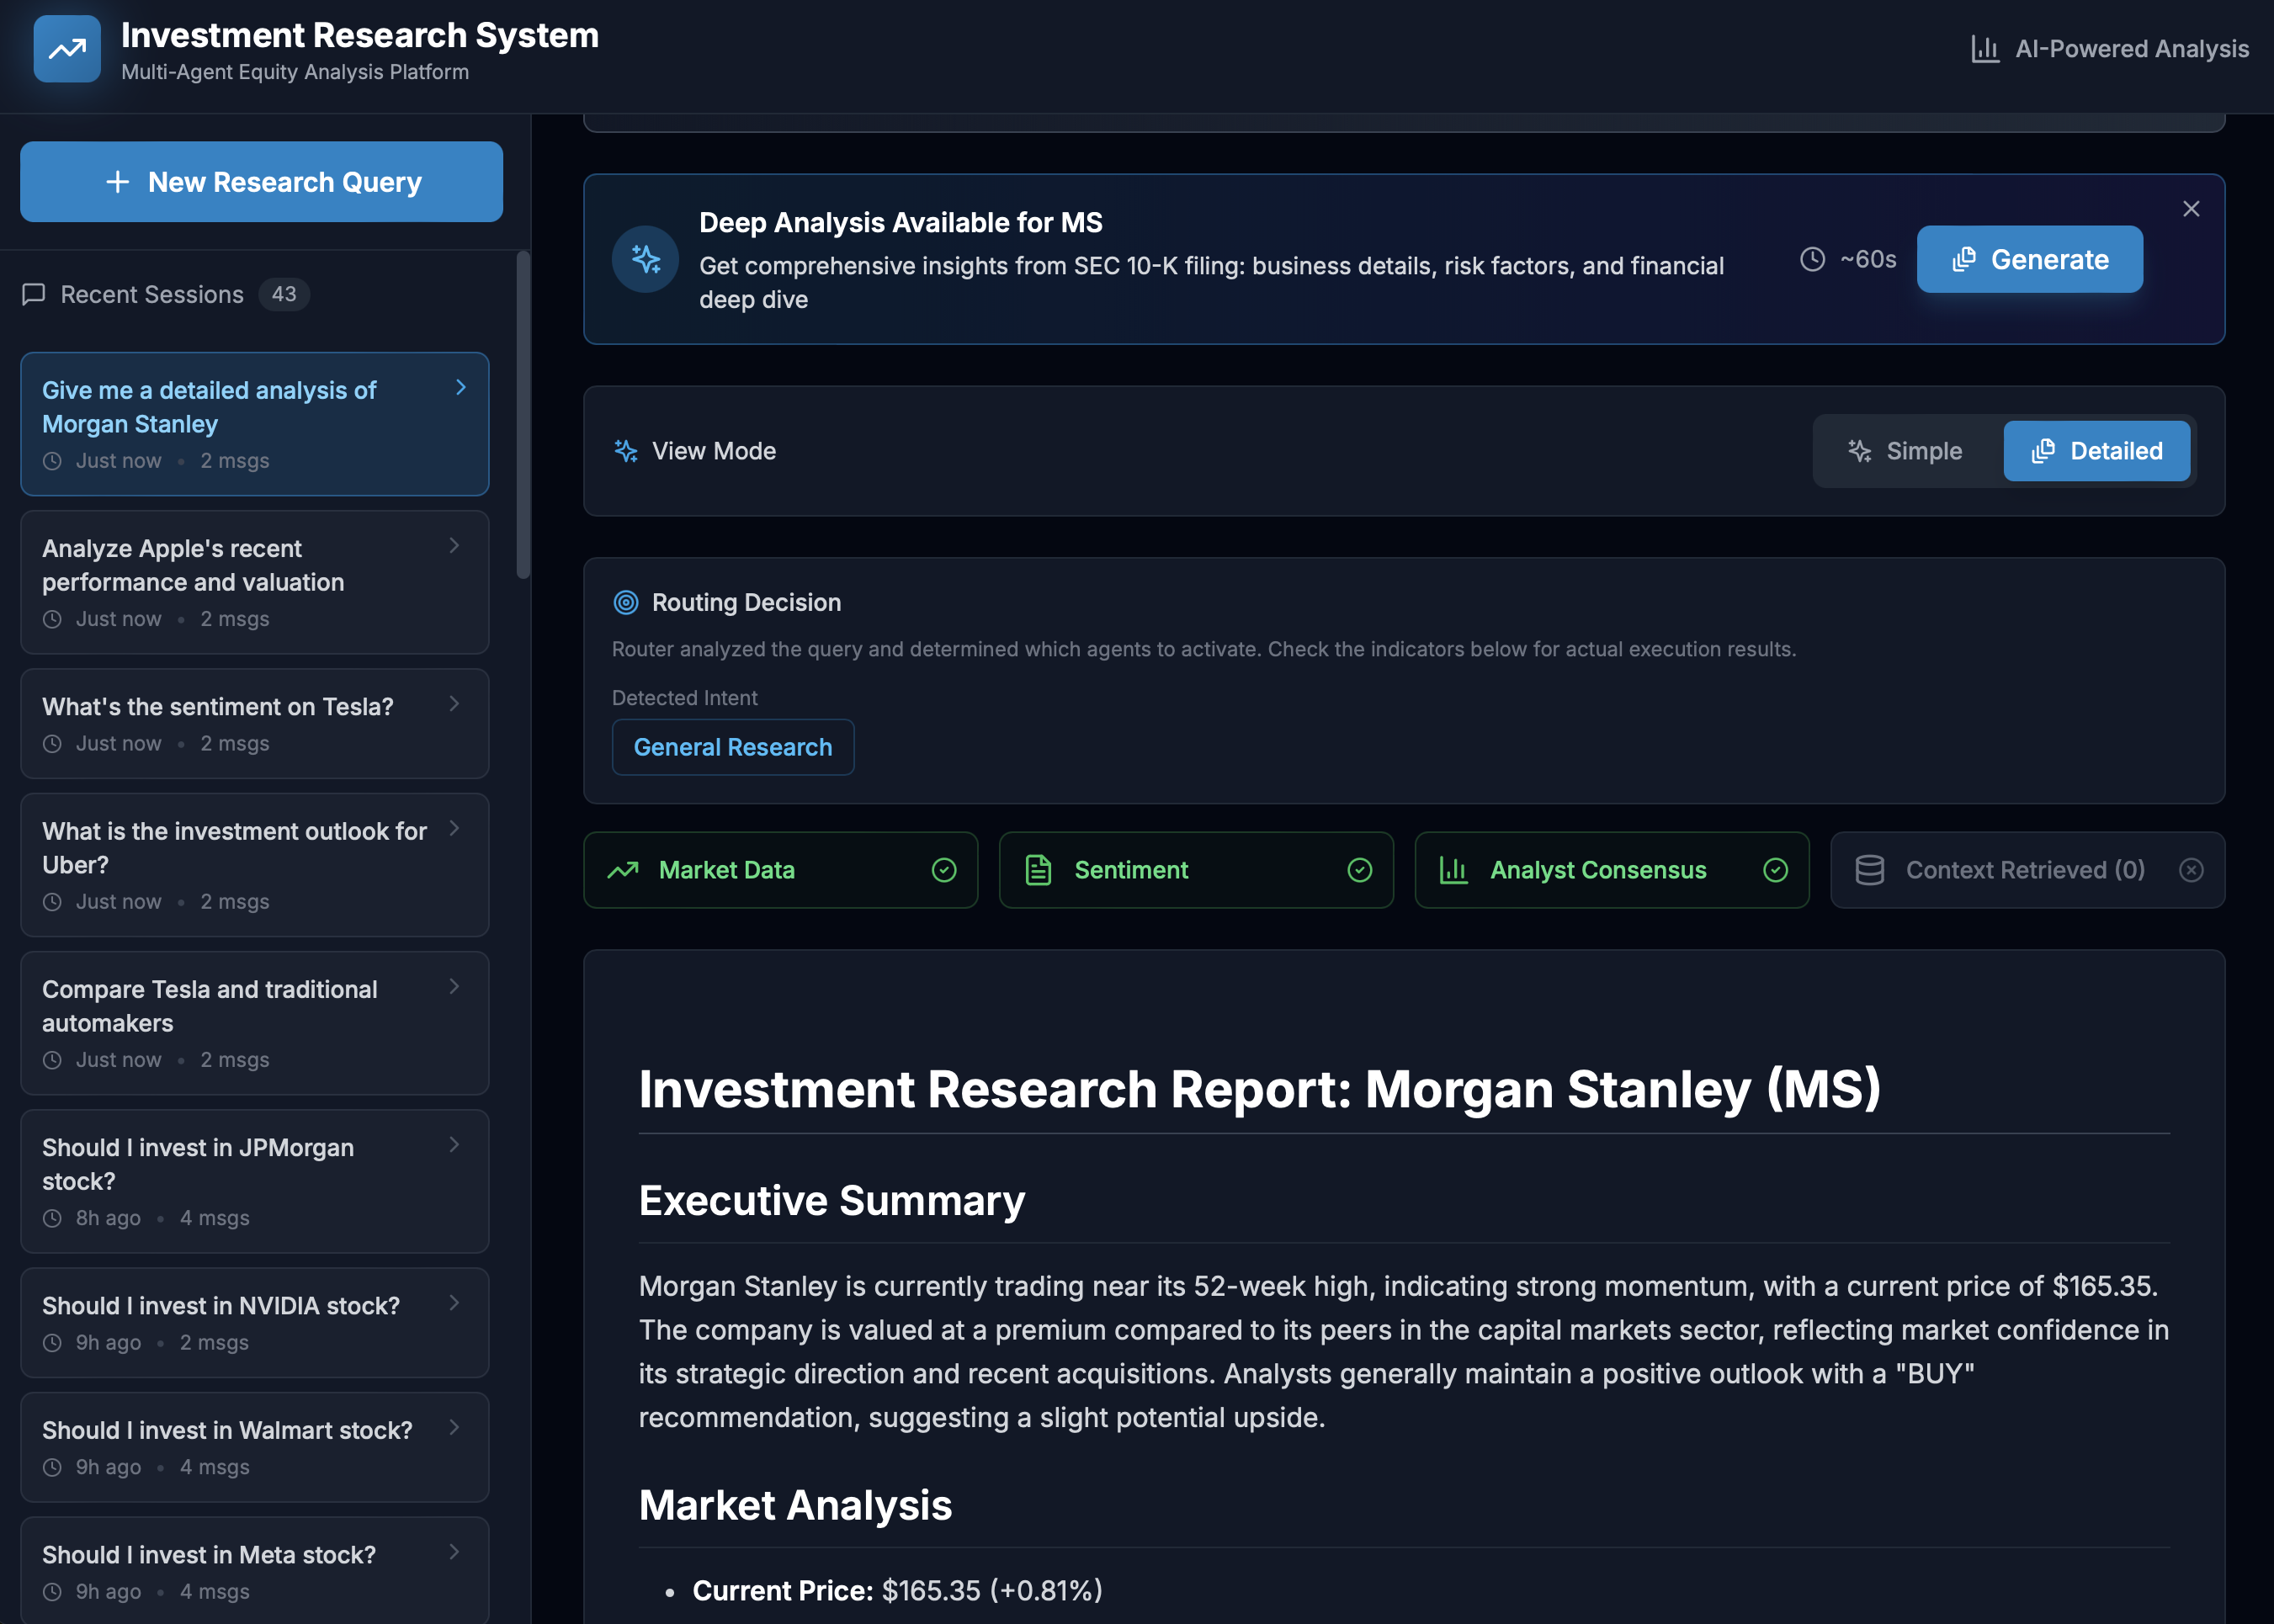 Investment Research System
Multi-Agent Equity Analysis Platform
AI-Powered Analysis
New Research Query
Recent Sessions 43
Give me a detailed analysis of
Morgan Stanley
Just now • 2 msgs
Analyze Apple's recent
performance and valuation
Just now • 2 msgs
What's the sentiment on Tesla?
Just now • 2 msgs
What is the investment outlook for
Uber?
Just now • 2 msgs
Compare Tesla and traditional
automakers
Just now • 2 msgs
Should I invest in JPMorgan
stock?
8h ago • 4 msgs
Should I invest in NVIDIA stock?
9h ago • 2 msgs
Should I invest in Walmart stock?
9h ago • 4 msgs
Should I invest in Meta stock?
9h ago • 4 msgs
Deep Analysis Available for MS
Get comprehensive insights from SEC 10-K filing: business details, risk factors, and financial
deep dive
~60s
Generate
View Mode
Simple
Detailed
Routing Decision
Router analyzed the query and determined which agents to activate. Check the indicators below for actual execution results.
Detected Intent
General Research
Market Data
Sentiment
Analyst Consensus
Context Retrieved (0)
Investment Research Report: Morgan Stanley (MS)
Executive Summary
Morgan Stanley is currently trading near its 52-week high, indicating strong momentum, with a current price of $165.35.
The company is valued at a premium compared to its peers in the capital markets sector, reflecting market confidence in
its strategic direction and recent acquisitions. Analysts generally maintain a positive outlook with a "BUY"
recommendation, suggesting a slight potential upside.
Market Analysis
• Current Price: $165.35 (+0.81%)